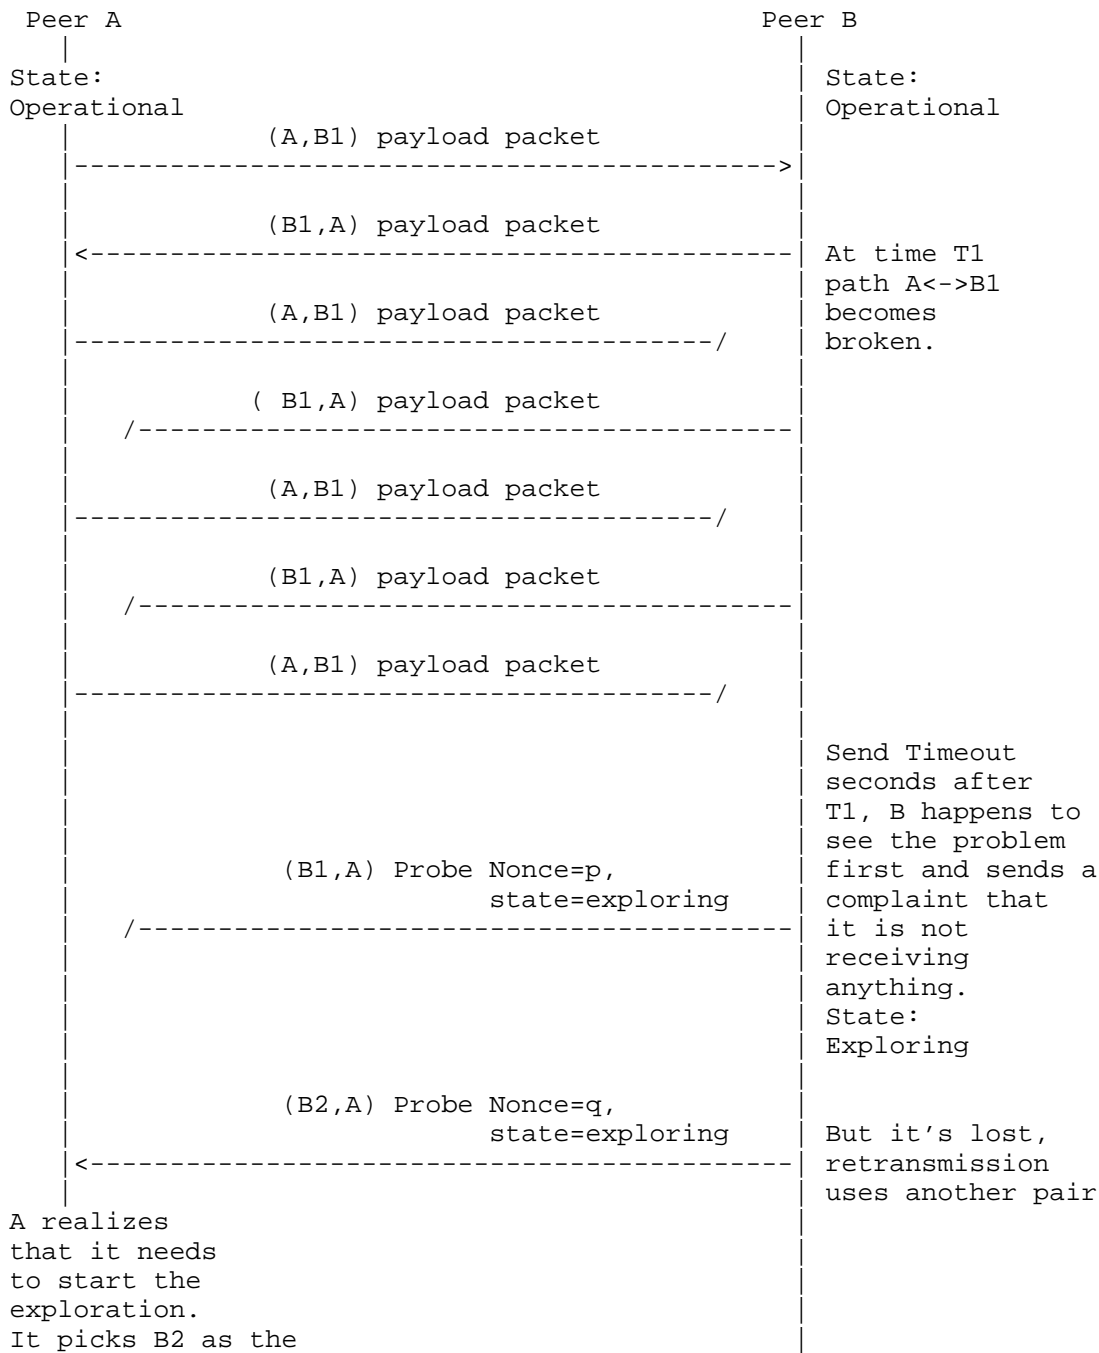 Peer A                                        Peer B
   |                                             |
State:                                           | State:
Operational                                      | Operational
   |            (A,B1) payload packet            |
   |-------------------------------------------->|
   |                                             |
   |            (B1,A) payload packet            |
   |<--------------------------------------------| At time T1
   |                                             | path A<->B1
   |            (A,B1) payload packet            | becomes
   |----------------------------------------/    | broken.
   |                                             |
   |           ( B1,A) payload packet            |
   |   /-----------------------------------------|
   |                                             |
   |            (A,B1) payload packet            |
   |----------------------------------------/    |
   |                                             |
   |            (B1,A) payload packet            |
   |   /-----------------------------------------|
   |                                             |
   |            (A,B1) payload packet            |
   |----------------------------------------/    |
   |                                             |
   |                                             | Send Timeout
   |                                             | seconds after
   |                                             | T1, B happens to
   |                                             | see the problem
   |             (B1,A) Probe Nonce=p,           | first and sends a
   |                          state=exploring    | complaint that
   |   /-----------------------------------------| it is not
   |                                             | receiving
   |                                             | anything.
   |                                             | State:
   |                                             | Exploring
   |                                             |
   |             (B2,A) Probe Nonce=q,           |
   |                          state=exploring    | But it’s lost,
   |<--------------------------------------------| retransmission
   |                                             | uses another pair
A realizes                                       |
that it needs                                    |
to start the                                     |
exploration.                                     |
It picks B2 as the                               |